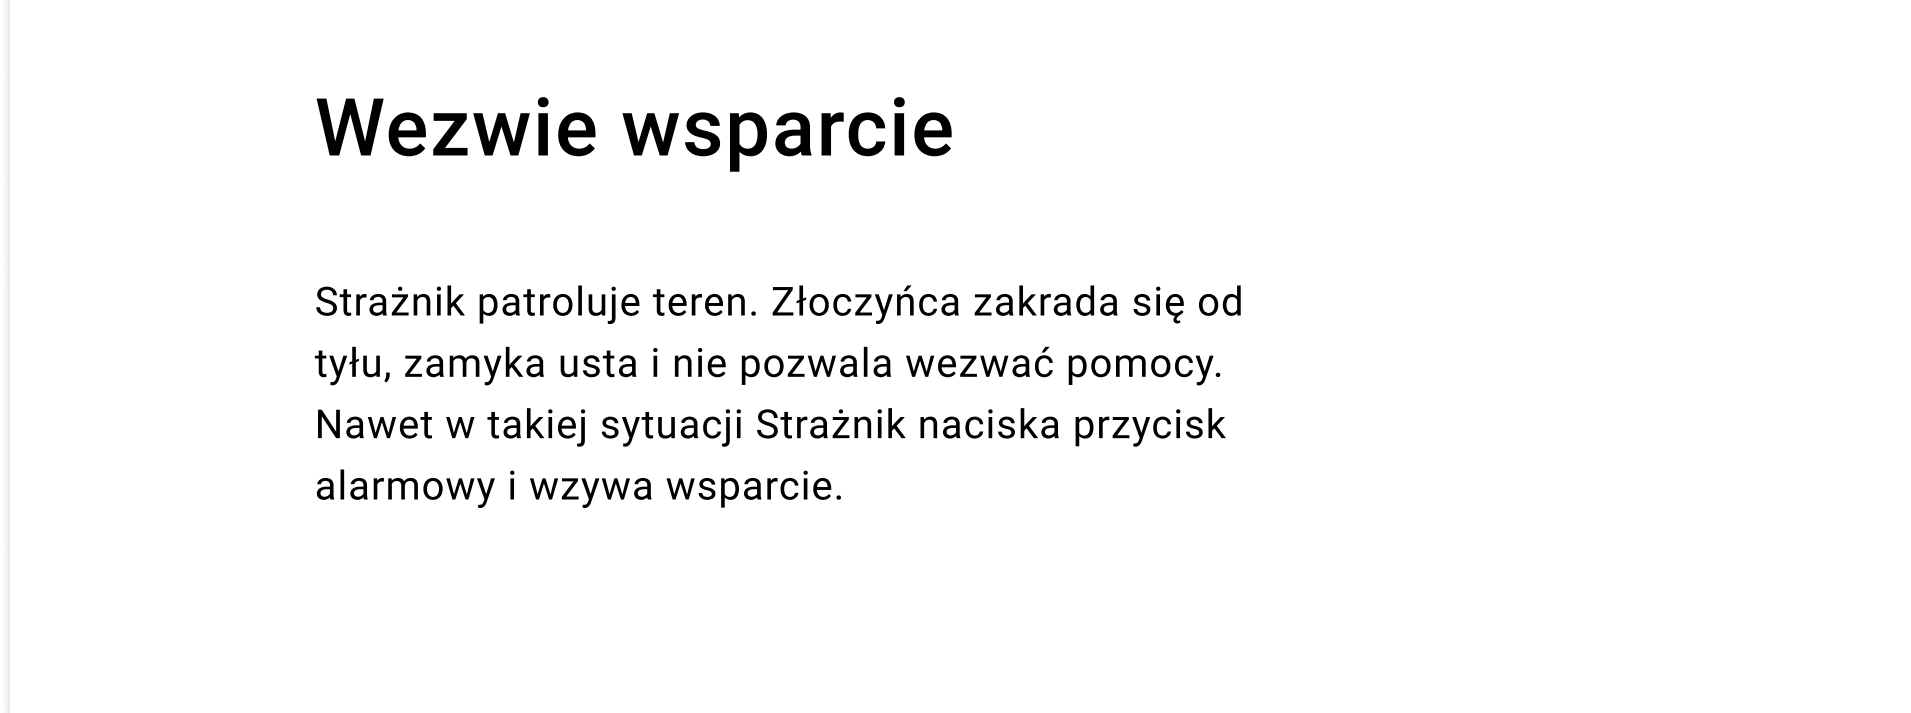 Wezwie wsparcie
Strażnik patroluje teren. Złoczyńca zakrada się od
tyłu, zamyka usta i nie pozwala wezwać pomocy.
Nawet w takiej sytuacji Strażnik naciska przycisk
alarmowy i wzywa wsparcie.